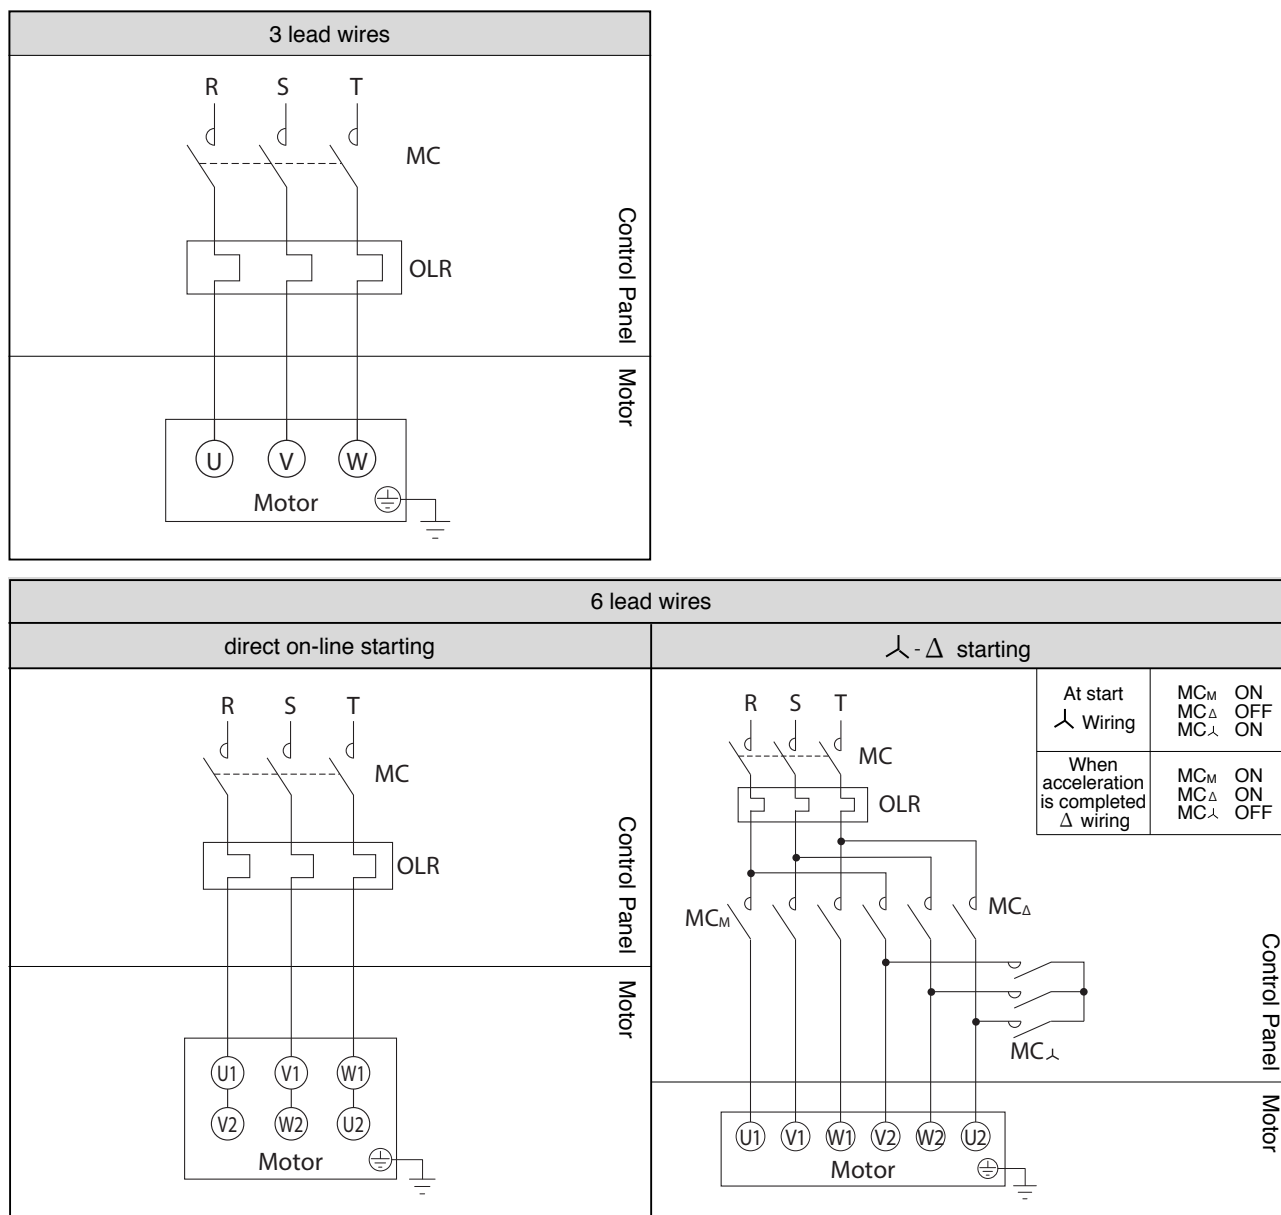 3 lead wires
R S T
MC
OLR
Control Panel
Motor
U V W
Motor
6 lead wires
direct on-line starting
R S T
MC
OLR
Control Panel
Motor
U1 V1 W1
V2 W2 U2
Motor
⅄ - Δ starting
At start
⅄ Wiring
MCM ON
MCΔ OFF
MC⅄ ON
When
acceleration
is completed
Δ wiring
MCM ON
MCΔ ON
MC⅄ OFF
R S T
MC
OLR
MCM
MCΔ
MC⅄
Control Panel
Motor
U1 V1 W1 V2 W2 U2
Motor